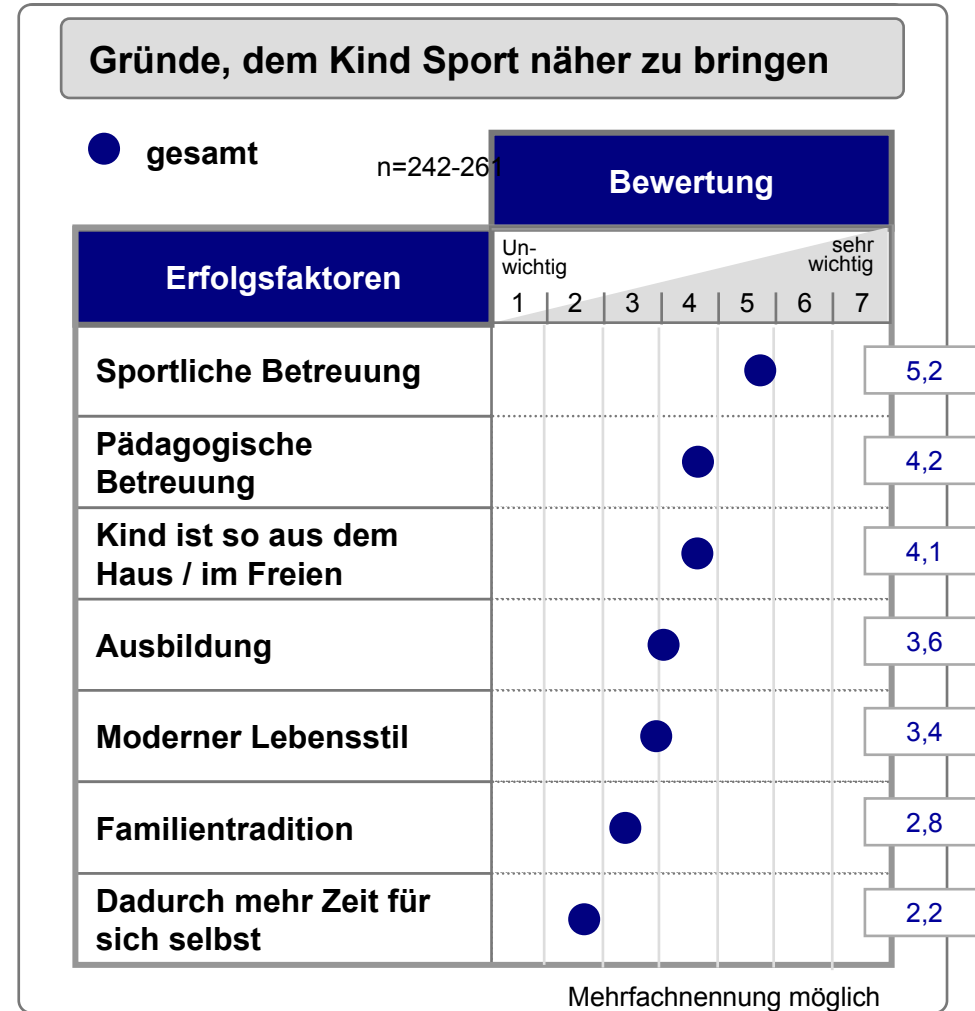 Gründe, dem Kind Sport näher zu bringen
gesamt
n=242-261
Bewertung
Erfolgsfaktoren
Un-
wichtig
sehr
wichtig
1 | 2 | 3 | 4 | 5 | 6 | 7
Sportliche Betreuung
5,2
Pädagogische
Betreuung
4,2
Kind ist so aus dem
Haus / im Freien
4,1
Ausbildung
3,6
Moderner Lebensstil
3,4
Familientradition
2,8
Dadurch mehr Zeit für
sich selbst
2,2
Mehrfachnennung möglich